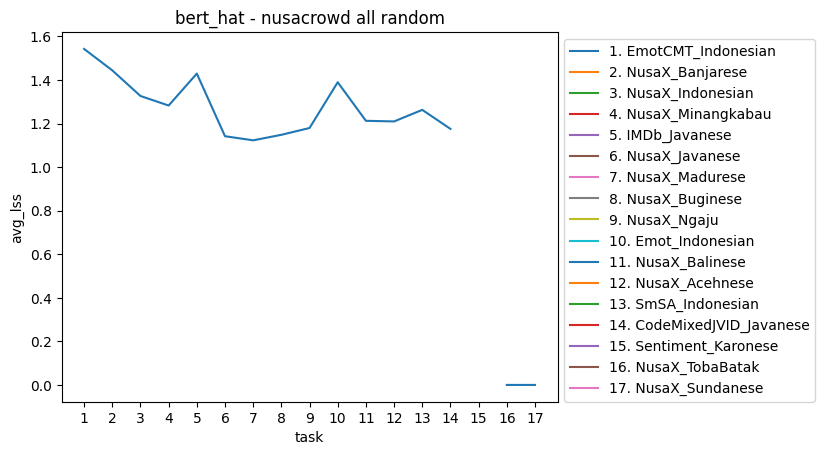 bert_hat - nusacrowd all random
avg_lss
1.6
1.4
1.2
1.0
0.8
0.6
0.4
0.2
0.0
1 2 3 4 5 6 7 8 9 10 11 12 13 14 15 16 17
task
1. EmotCMT_Indonesian
2. NusaX_Banjarese
3. NusaX_Indonesian
4. NusaX_Minangkabau
5. IMDb_Javanese
6. NusaX_Javanese
7. NusaX_Madurese
8. NusaX_Buginese
9. NusaX_Ngaju
10. Emot_Indonesian
11. NusaX_Balinese
12. NusaX_Acehnese
13. SmSA_Indonesian
14. CodeMixedJVID_Javanese
15. Sentiment_Karonese
16. NusaX_TobaBatak
17. NusaX_Sundanese